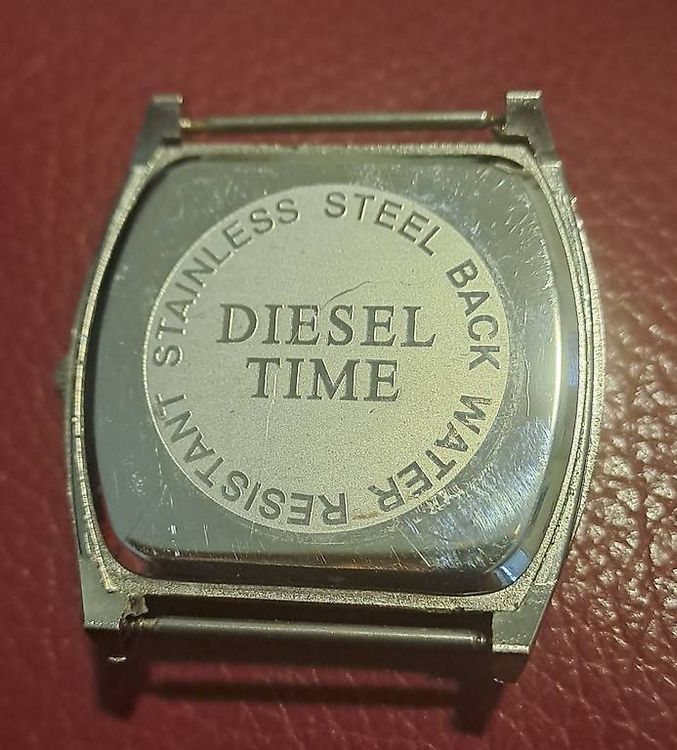 STAINLESS STEEL BACK WATER RESISTANT
DIESEL
TIME